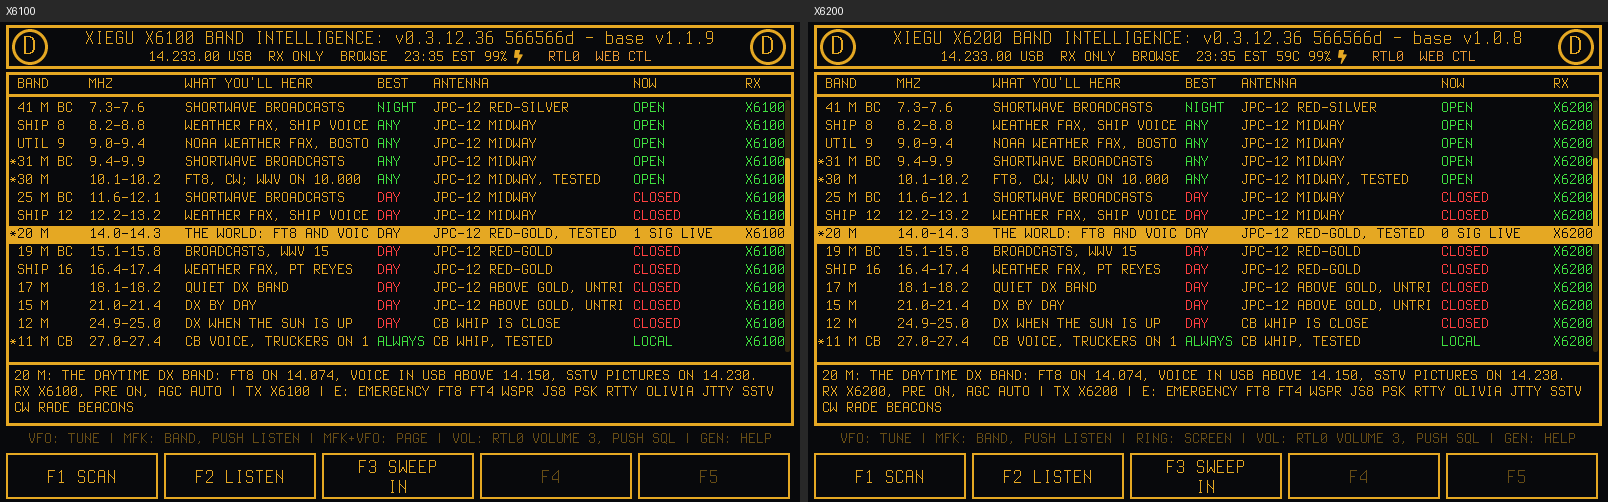 X6100
D
XIEGU X6100 BAND INTELLIGENCE: v0.3.12.36 566566d - base v1.1.9
D
14.233.00 USB RX ONLY BROWSE 23:35 EST 99% RTL0 WEB CTL
BAND MHZ WHAT YOU'LL HEAR BEST ANTENNA NOW RX
41 M BC 7.3-7.6 SHORTWAVE BROADCASTS NIGHT JPC-12 RED-SILVER OPEN X6100
SHIP 8 8.2-8.8 WEATHER FAX, SHIP VOICE ANY JPC-12 MIDWAY OPEN X6100
UTIL 9 9.0-9.4 NOAA WEATHER FAX, BOSTO ANY JPC-12 MIDWAY OPEN X6100
*31 M BC 9.4-9.9 SHORTWAVE BROADCASTS ANY JPC-12 MIDWAY OPEN X6100
*30 M 10.1-10.2 FT8, CW; WWV ON 10.000 ANY JPC-12 MIDWAY, TESTED OPEN X6100
25 M BC 11.6-12.1 SHORTWAVE BROADCASTS DAY JPC-12 MIDWAY CLOSED X6100
SHIP 12 12.2-13.2 WEATHER FAX, SHIP VOICE DAY JPC-12 MIDWAY CLOSED X6100
*20 M 14.0-14.3 THE WORLD: FT8 AND VOIC DAY JPC-12 RED-GOLD, TESTED 1 SIG LIVE X6100
19 M BC 15.1-15.8 BROADCASTS, WWV 15 DAY JPC-12 RED-GOLD CLOSED X6100
SHIP 16 16.4-17.4 WEATHER FAX, PT REYES DAY JPC-12 RED-GOLD CLOSED X6100
17 M 18.1-18.2 QUIET DX BAND DAY JPC-12 ABOVE GOLD, UNTRI CLOSED X6100
15 M 21.0-21.4 DX BY DAY DAY JPC-12 ABOVE GOLD, UNTRI CLOSED X6100
12 M 24.9-25.0 DX WHEN THE SUN IS UP DAY CB WHIP IS CLOSE CLOSED X6100
*11 M CB 27.0-27.4 CB VOICE, TRUCKERS ON 1 ALWAYS CB WHIP, TESTED LOCAL X6100
20 M: THE DAYTIME DX BAND: FT8 ON 14.074, VOICE IN USB ABOVE 14.150, SSTV PICTURES ON 14.230.
RX X6100, PRE ON, AGC AUTO | TX X6100 | E: EMERGENCY FT8 FT4 WSPR JS8 PSK RTTY OLIVIA JTTY SSTV
CW RADE BEACONS
VFO: TUNE | MFK: BAND, PUSH LISTEN | MFK+VFO: PAGE | VOL: RTL0 VOLUME 3, PUSH SQL | GEN: HELP
F1 SCAN
F2 LISTEN
F3 SWEEP
IN
F4
F5
X6200
D
XIEGU X6200 BAND INTELLIGENCE: v0.3.12.36 566566d - base v1.0.8
D
14.233.00 USB RX ONLY BROWSE 23:35 EST 59C 99% RTL0 WEB CTL
BAND MHZ WHAT YOU'LL HEAR BEST ANTENNA NOW RX
41 M BC 7.3-7.6 SHORTWAVE BROADCASTS NIGHT JPC-12 RED-SILVER OPEN X6200
SHIP 8 8.2-8.8 WEATHER FAX, SHIP VOICE ANY JPC-12 MIDWAY OPEN X6200
UTIL 9 9.0-9.4 NOAA WEATHER FAX, BOSTO ANY JPC-12 MIDWAY OPEN X6200
*31 M BC 9.4-9.9 SHORTWAVE BROADCASTS ANY JPC-12 MIDWAY OPEN X6200
*30 M 10.1-10.2 FT8, CW; WWV ON 10.000 ANY JPC-12 MIDWAY, TESTED OPEN X6200
25 M BC 11.6-12.1 SHORTWAVE BROADCASTS DAY JPC-12 MIDWAY CLOSED X6200
SHIP 12 12.2-13.2 WEATHER FAX, SHIP VOICE DAY JPC-12 MIDWAY CLOSED X6200
*20 M 14.0-14.3 THE WORLD: FT8 AND VOIC DAY JPC-12 RED-GOLD, TESTED 0 SIG LIVE X6200
19 M BC 15.1-15.8 BROADCASTS, WWV 15 DAY JPC-12 RED-GOLD CLOSED X6200
SHIP 16 16.4-17.4 WEATHER FAX, PT REYES DAY JPC-12 RED-GOLD CLOSED X6200
17 M 18.1-18.2 QUIET DX BAND DAY JPC-12 ABOVE GOLD, UNTRI CLOSED X6200
15 M 21.0-21.4 DX BY DAY DAY JPC-12 ABOVE GOLD, UNTRI CLOSED X6200
12 M 24.9-25.0 DX WHEN THE SUN IS UP DAY CB WHIP IS CLOSE CLOSED X6200
*11 M CB 27.0-27.4 CB VOICE, TRUCKERS ON 1 ALWAYS CB WHIP, TESTED LOCAL X6200
20 M: THE DAYTIME DX BAND: FT8 ON 14.074, VOICE IN USB ABOVE 14.150, SSTV PICTURES ON 14.230.
RX X6200, PRE ON, AGC AUTO | TX X6200 | E: EMERGENCY FT8 FT4 WSPR JS8 PSK RTTY OLIVIA JTTY SSTV
CW RADE BEACONS
VFO: TUNE | MFK: BAND, PUSH LISTEN | RING: SCREEN | VOL: RTL0 VOLUME 3, PUSH SQL | GEN: HELP
F1 SCAN
F2 LISTEN
F3 SWEEP
IN
F4
F5